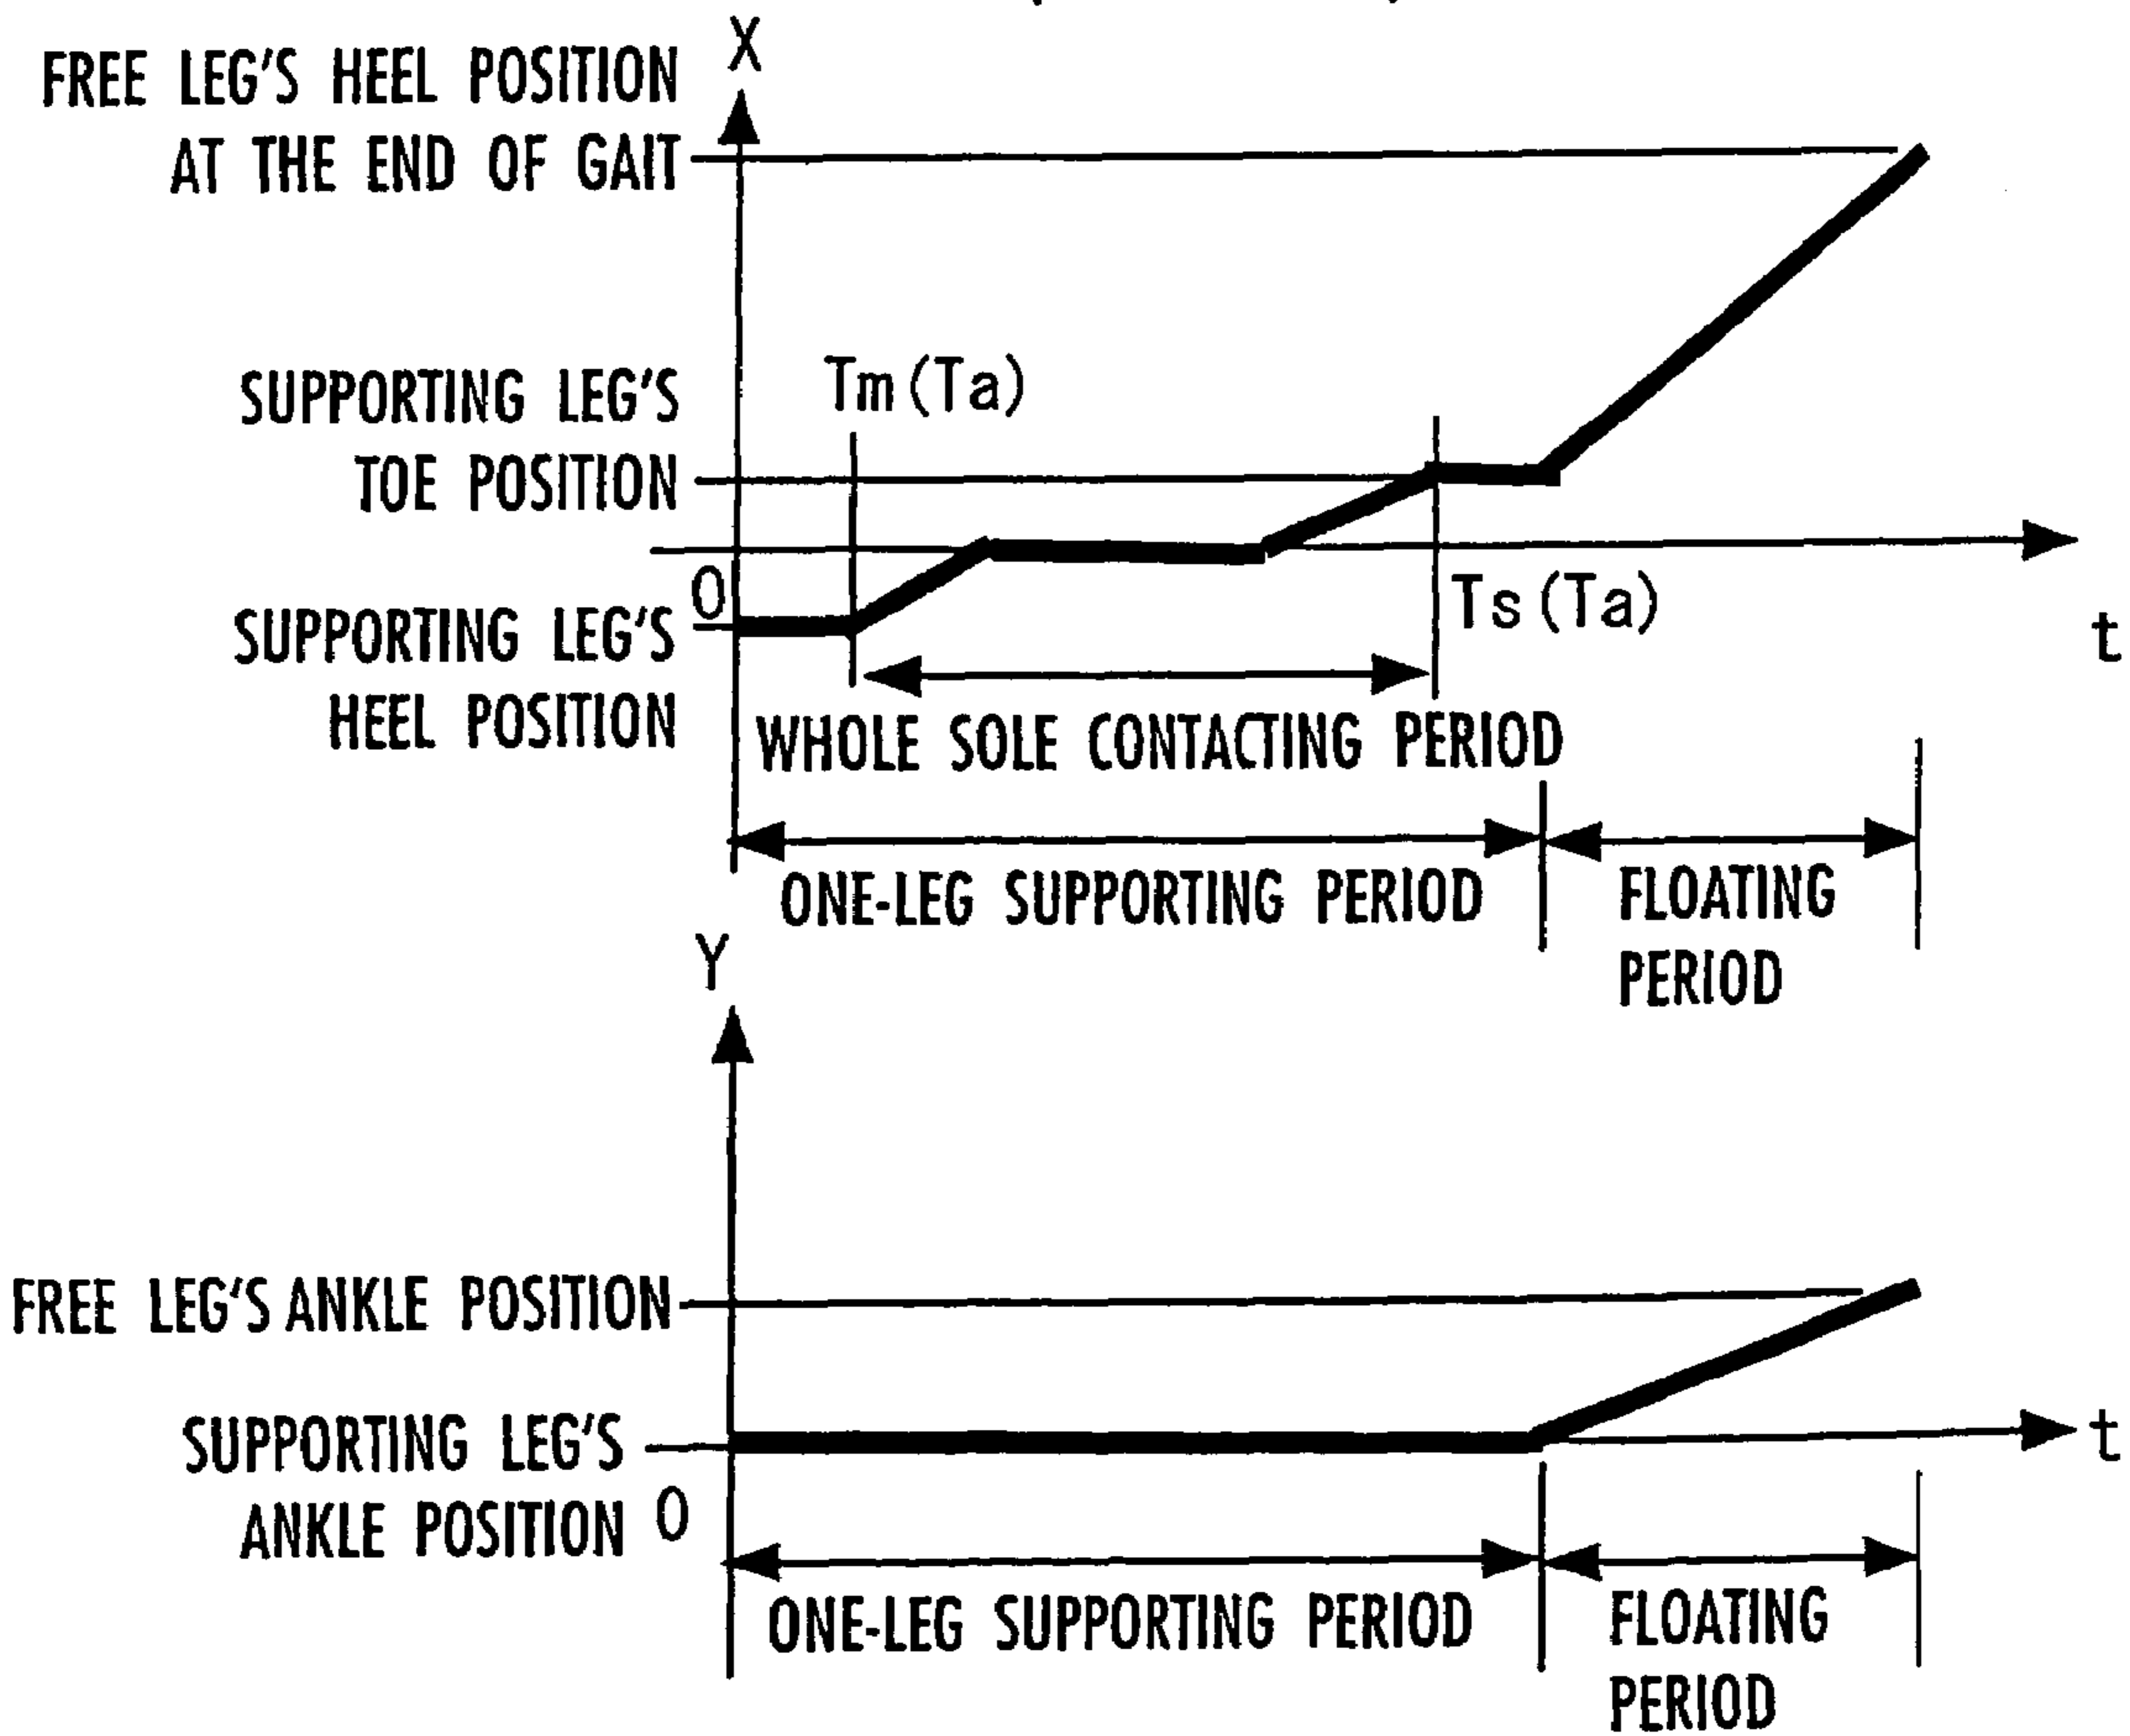 X
FREE LEG'S HEEL POSITION
AT THE END OF GAIT
Tm(Ta)
SUPPORTING LEG'S
TOE POSITION
0
Ts(Ta)
t
SUPPORTING LEG'S
HEEL POSITION
WHOLE SOLE CONTACTING PERIOD
ONE-LEG SUPPORTING PERIOD
FLOATING
PERIOD
Y
FREE LEG'S ANKLE POSITION
SUPPORTING LEG'S
ANKLE POSITION
0
t
ONE-LEG SUPPORTING PERIOD
FLOATING
PERIOD